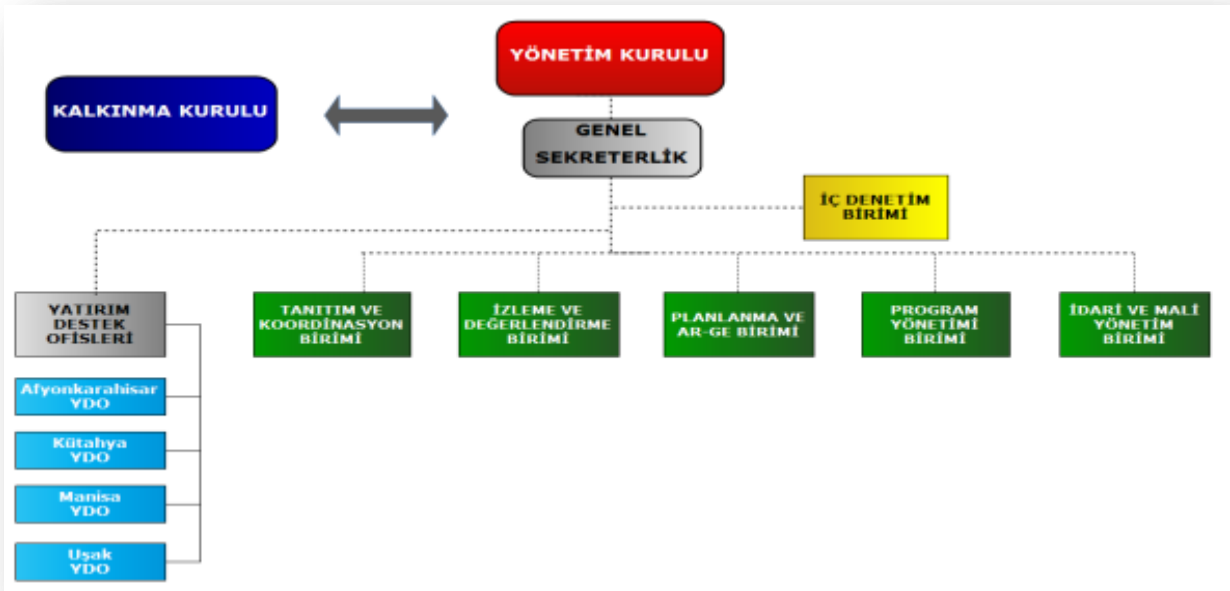 YÖNETİM KURULU
KALKINMA KURULU
GENEL
SEKRETERLİK
İÇ DENETİM
BİRİMİ
YATIRIM
DESTEK
OFİSLERİ
TANITIM VE
KOORDİNASYON
BİRİMİ
İZLEME VE
DEĞERLENDİRME
BİRİMİ
PLANLANMA VE
AR-GE BİRİMİ
PROGRAM
YÖNETİMİ
BİRİMİ
İDARİ VE MALİ
YÖNETİM
BİRİMİ
Afyonkarahisar
YDO
Kütahya
YDO
Manisa
YDO
Uşak
YDO